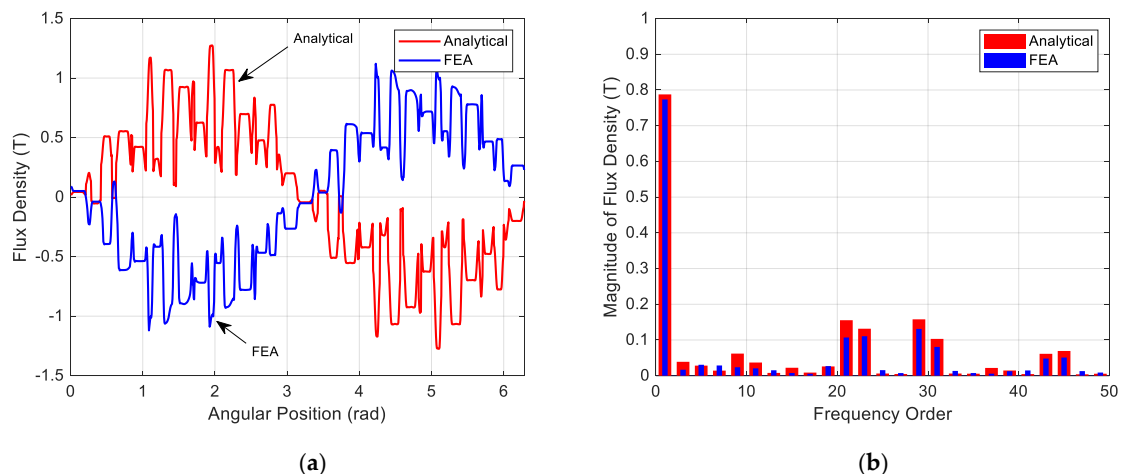 1.5
1
0.5
0
-0.5
-1
-1.5
Flux Density (T)
Analytical
FEA
Analytical
FEA
0 1 2 3 4 5 6
Angular Position (rad)
(a)
1
0.9
0.8
0.7
0.6
0.5
0.4
0.3
0.2
0.1
0
Magnitude of Flux Density (T)
Analytical
FEA
0 10 20 30 40 50
Frequency Order
(b)